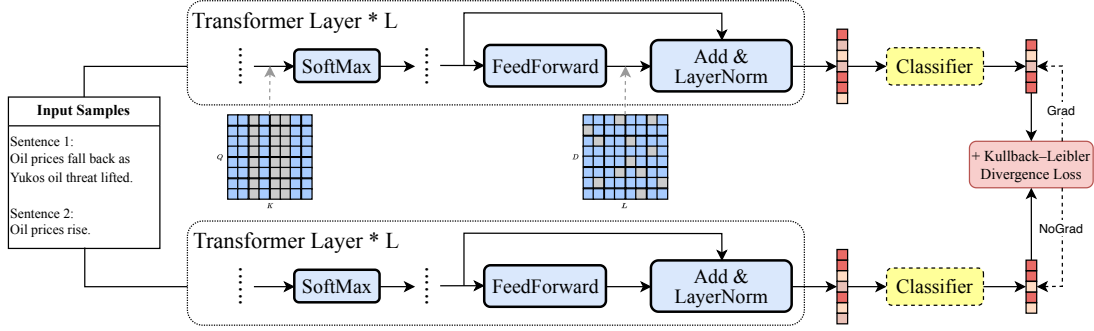 Transformer Layer * L
SoftMax
FeedForward
Add &
LayerNorm
Classifier
Input Samples
Sentence 1:
Oil prices fall back as
Yukos oil threat lifted.
Sentence 2:
Oil prices rise.
Q
K
D
L
Grad
+ Kullback–Leibler
Divergence Loss
NoGrad
Transformer Layer * L
SoftMax
FeedForward
Add &
LayerNorm
Classifier